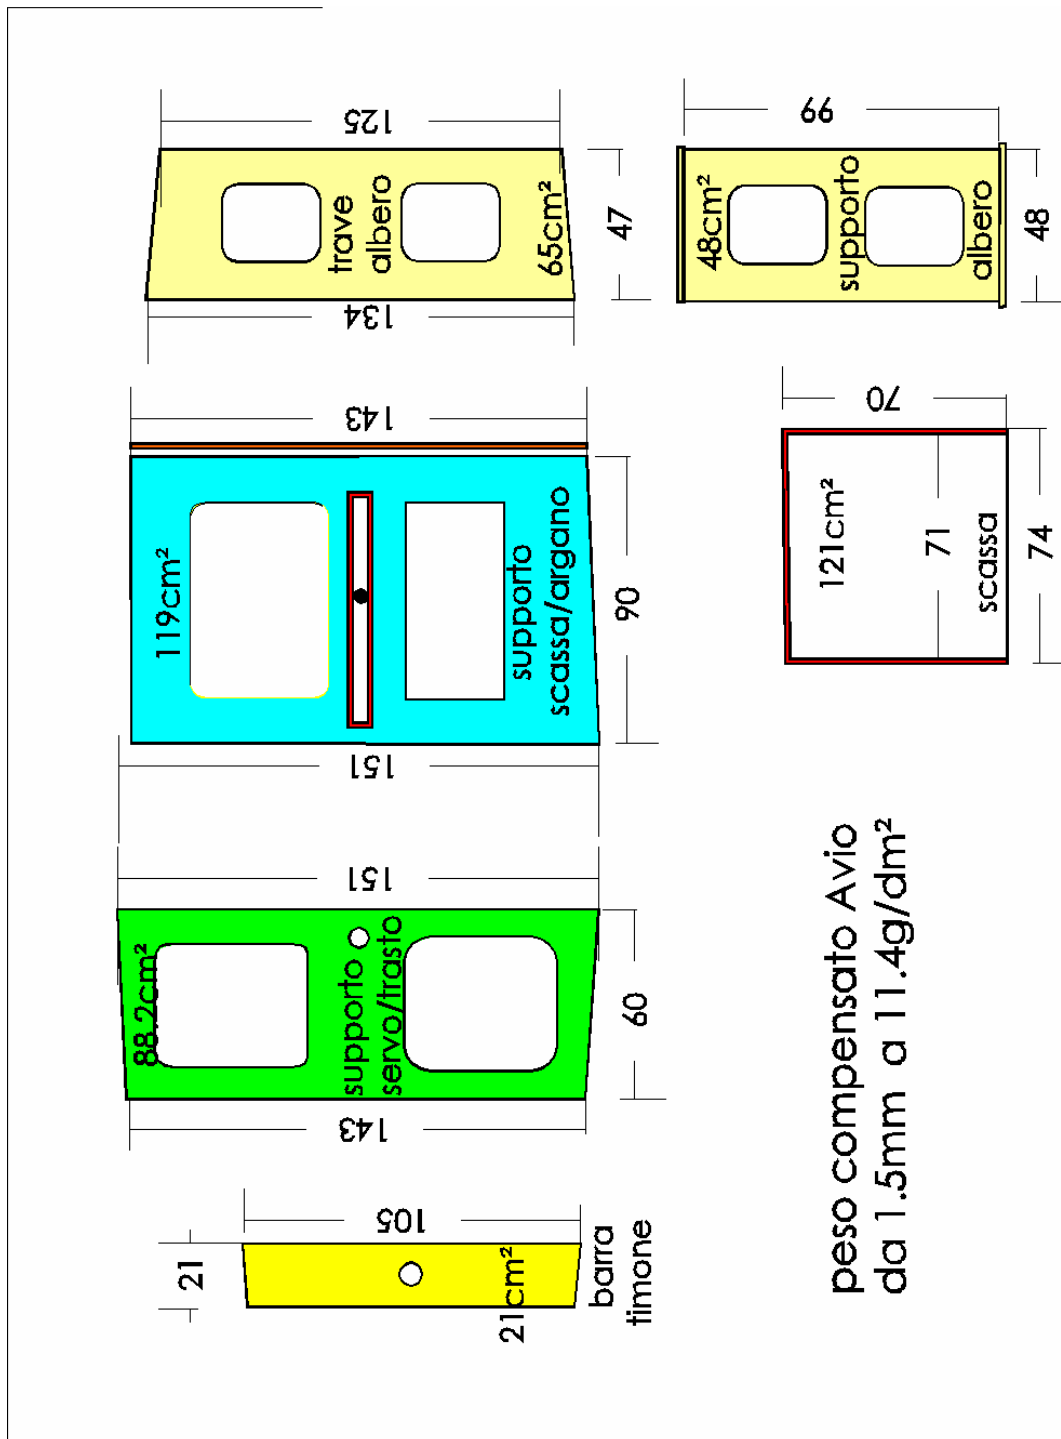 125
trave
albero
65cm²
47
134
99
48cm²
supporto
albero
48
143
119cm²
supporto
scassa/argano
90
151
70
121cm²
71
scassa
74
151
88.2cm²
supporto
servo/trasto
60
143
105
21
21cm²
barra
timone
peso compensato Avio
da 1.5mm a 11.4g/dm²